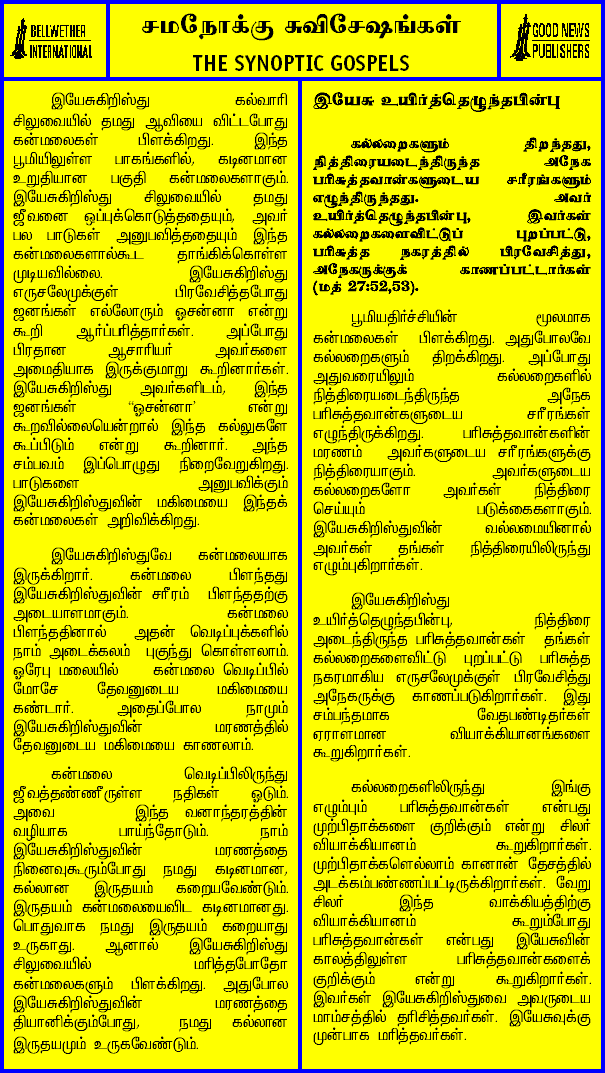 BELLWETHER
INTERNATIONAL
சமநோக்கு சுவிசேஷங்கள்
THE SYNOPTIC GOSPELS
GOOD NEWS
PUBLISHERS
இயேசுகிறிஸ்து கல்வாரி
சிலுவையில் தமது ஆவியை விட்டபோது
கன்மலைகள் பிளக்கிறது. இந்த
பூமியிலுள்ள பாகங்களில், கடினமான
உறுதியான பகுதி கன்மலைகளாகும்.
இயேசுகிறிஸ்து சிலுவையில் தமது
ஜீவனை ஒப்புக்கொடுத்ததையும், அவர்
பல பாடுகள் அனுபவித்ததையும் இந்த
கன்மலைகளால்கூட தாங்கிக்கொள்ள
முடியவில்லை. இயேசுகிறிஸ்து
எருசலேமுக்குள் பிரவேசித்தபோது
ஜனங்கள் எல்லோரும் ஓசன்னா என்று
கூறி ஆர்ப்பரித்தார்கள். அப்போது
பிரதான ஆசாரியர் அவர்களை
அமைதியாக இருக்குமாறு கூறினார்கள்.
இயேசுகிறிஸ்து அவர்களிடம், இந்த
ஜனங்கள் “ஓசன்னா' என்று
கூறவில்லையென்றால் இந்த கல்லுகளே
கூப்பிடும் என்று கூறினார். அந்த
சம்பவம் இப்பொழுது நிறைவேறுகிறது.
பாடுகளை அனுபவிக்கும்
இயேசுகிறிஸ்துவின் மகிமையை இந்தக்
கன்மலைகள் அறிவிக்கிறது.
இயேசுகிறிஸ்துவே கன்மலையாக
இருக்கிறார். கன்மலை பிளந்தது
இயேசுகிறிஸ்துவின் சரீரம் பிளந்ததற்கு
அடையாளமாகும். கன்மலை
பிளந்ததினால் அதன் வெடிப்புக்களில்
நாம் அடைக்கலம் புகுந்து கொள்ளலாம்.
ஓரேபு மலையில் கன்மலை வெடிப்பில்
மோசே தேவனுடைய மகிமையை
கண்டார். அதைப்போல நாமும்
இயேசுகிறிஸ்துவின் மரணத்தில்
தேவனுடைய மகிமையை காணலாம்.
கன்மலை வெடிப்பிலிருந்து
ஜீவத்தண்ணீருள்ள நதிகள் ஓடும்.
அவை இந்த வனாந்தரத்தின்
வழியாக பாய்ந்தோடும். நாம்
இயேசுகிறிஸ்துவின் மரணத்தை
நினைவுகூரும்போது நமது கடினமான,
கல்லான இருதயம் கறையவேண்டும்.
இருதயம் கன்மலையைவிட கடினமானது.
பொதுவாக நமது இருதயம் கறையாது
உருகாது. ஆனால் இயேசுகிறிஸ்து
சிலுவையில் மரித்தபோதோ
கன்மலைகளும் பிளக்கிறது. அதுபோல
இயேசுகிறிஸ்துவின் மரணத்தை
தியானிக்கும்போது, நமது கல்லான
இருதயமும் உருகவேண்டும்.
இயேசு உயிர்த்தெழுந்தபின்பு
கல்லறைகளும் திறந்தது,
நித்திரையடைந்திருந்த அநேக
பரிசுத்தவான்களுடைய சரீரங்களும்
எழுந்திருந்தது. அவர்
உயிர்த்தெழுந்தபின்பு, இவர்கள்
கல்லறைகளைவிட்டுப் புறப்பட்டு,
பரிசுத்த நகரத்தில் பிரவேசித்து,
அநேகருக்குக் காணப்பட்டார்கள்
(மத் 27:52,53).
பூமியதிர்ச்சியின் மூலமாக
கன்மலைகள் பிளக்கிறது. அதுபோலவே
கல்லறைகளும் திறக்கிறது. அப்போது
அதுவரையிலும் கல்லறைகளில்
நித்திரையடைந்திருந்த அநேக
பரிசுத்தவான்களுடைய சரீரங்கள்
எழுந்திருக்கிறது. பரிசுத்தவான்களின்
மரணம் அவர்களுடைய சரீரங்களுக்கு
நித்திரையாகும். அவர்களுடைய
கல்லறைகளோ அவர்கள் நித்திரை
செய்யும் படுக்கைகளாகும்.
இயேசுகிறிஸ்துவின் வல்லமையினால்
அவர்கள் தங்கள் நித்திரையிலிருந்து
எழும்புகிறார்கள்.
இயேசுகிறிஸ்து
உயிர்த்தெழுந்தபின்பு, நித்திரை
அடைந்திருந்த பரிசுத்தவான்கள் தங்கள்
கல்லறைகளைவிட்டு புறப்பட்டு பரிசுத்த
நகரமாகிய எருசலேமுக்குள் பிரவேசித்து
அநேகருக்கு காணப்படுகிறார்கள். இது
சம்பந்தமாக வேதபண்டிதர்கள்
ஏராளமான வியாக்கியானங்களை
கூறுகிறார்கள்.
கல்லறைகளிலிருந்து இங்கு
எழும்பும் பரிசுத்தவான்கள் என்பது
முற்பிதாக்களை குறிக்கும் என்று சிலர்
வியாக்கியானம் கூறுகிறார்கள்.
முற்பிதாக்களெல்லாம் கானான் தேசத்தில்
அடக்கம்பண்ணப்பட்டிருக்கிறார்கள். வேறு
சிலர் இந்த வாக்கியத்திற்கு
வியாக்கியானம் கூறும்போது
பரிசுத்தவான்கள் என்பது இயேசுவின்
காலத்திலுள்ள பரிசுத்தவான்களைக்
குறிக்கும் என்று கூறுகிறார்கள்.
இவர்கள் இயேசுகிறிஸ்துவை அவருடைய
மாம்சத்தில் தரிசித்தவர்கள். இயேசுவுக்கு
முன்பாக மரித்தவர்கள்.